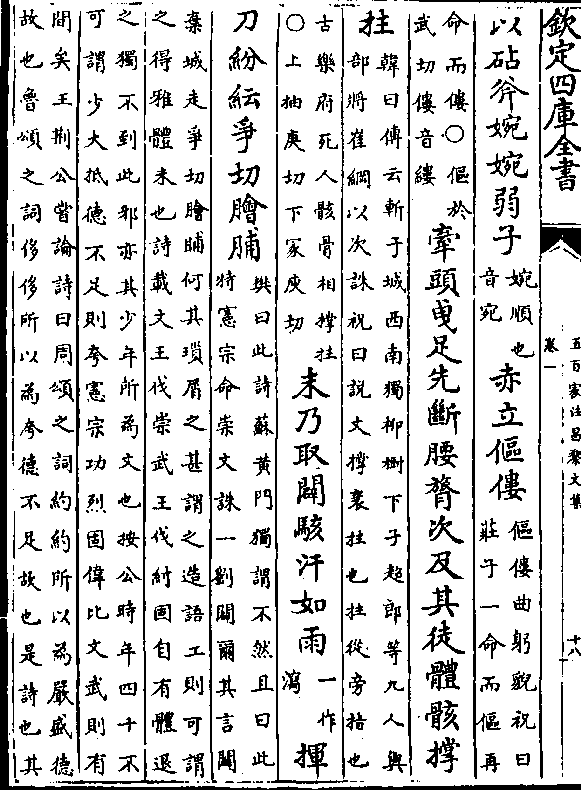 欽定四庫全書
五百家注昌黎文集
卷一
十八
以砧斧婉婉弱子婉順也音宛赤立傴僂傴僂曲躬貌祝曰莊子一命而傴再
命而僂○傴於武切僂音縷牽頭曵足先斷腰膂次及其徒體骸撐
拄韓曰傳云斬于城西南獨柳樹下子超郎等九人與部將崔綱以次誅祝曰説文撐衺拄也拄從旁指也
古樂府死人骸骨相撐拄○上抽庚切下冢庾切末乃取闢駭汗如雨一作瀉揮
刀紛紜爭切膾脯樊曰此詩蘇黃門獨謂不然且曰此特憲宗命崇文誅一劉闢爾其言闢
棄城走爭切膾脯何其瑣屑之甚謂之造語工則可謂
之得雅體未也詩載文王伐崇武王伐紂固自有體退
之獨不到此邪亦其少年所為文也按公時年四十不
可謂少大抵德不足則夸憲宗功烈固偉比文武則有
間矣王荆公嘗論詩曰周頌之詞約約所以為嚴盛德
故也魯頌之詞侈侈所以為夸德不足故也是詩也其